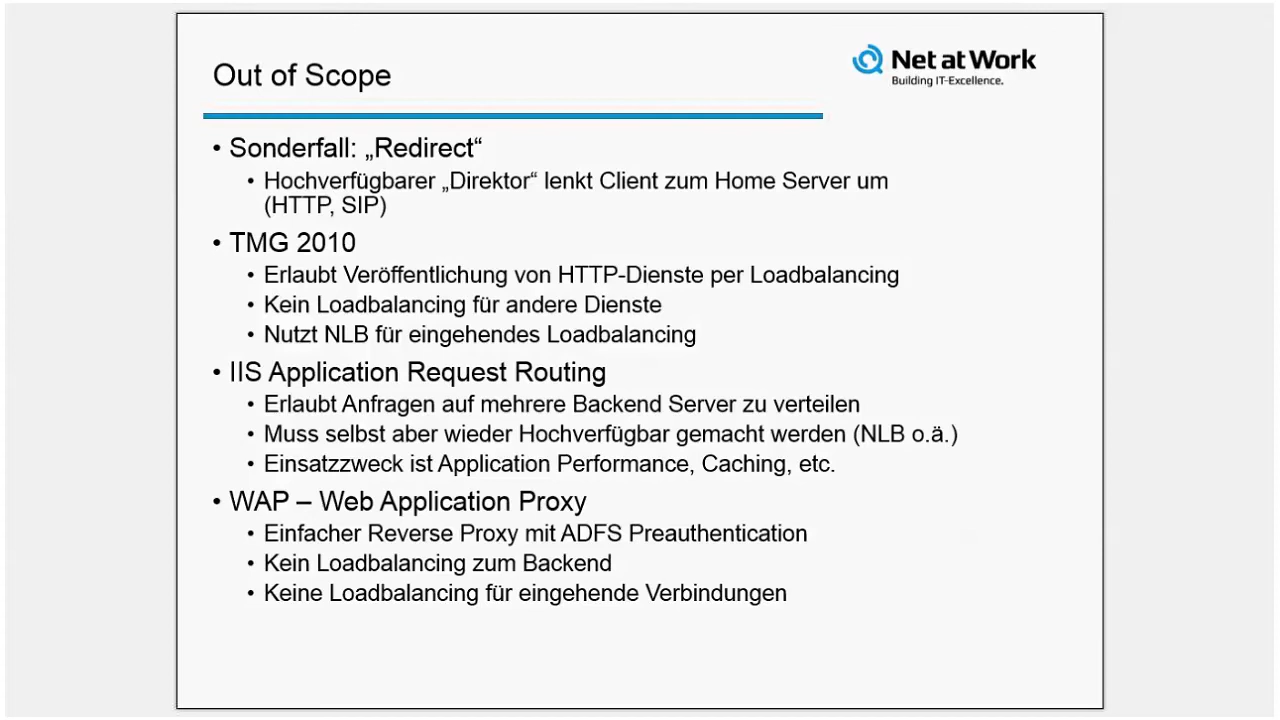 Out of Scope
Net at Work
Building IT-Excellence.
• Sonderfall: „Redirect“
• Hochverfügbarer „Direktor“ lenkt Client zum Home Server um
(HTTP, SIP)
• TMG 2010
• Erlaubt Veröffentlichung von HTTP-Dienste per Loadbalancing
• Kein Loadbalancing für andere Dienste
• Nutzt NLB für eingehendes Loadbalancing
• IIS Application Request Routing
• Erlaubt Anfragen auf mehrere Backend Server zu verteilen
• Muss selbst aber wieder Hochverfügbar gemacht werden (NLB o.ä.)
• Einsatzzweck ist Application Performance, Caching, etc.
• WAP – Web Application Proxy
• Einfacher Reverse Proxy mit ADFS Preauthentication
• Kein Loadbalancing zum Backend
• Keine Loadbalancing für eingehende Verbindungen